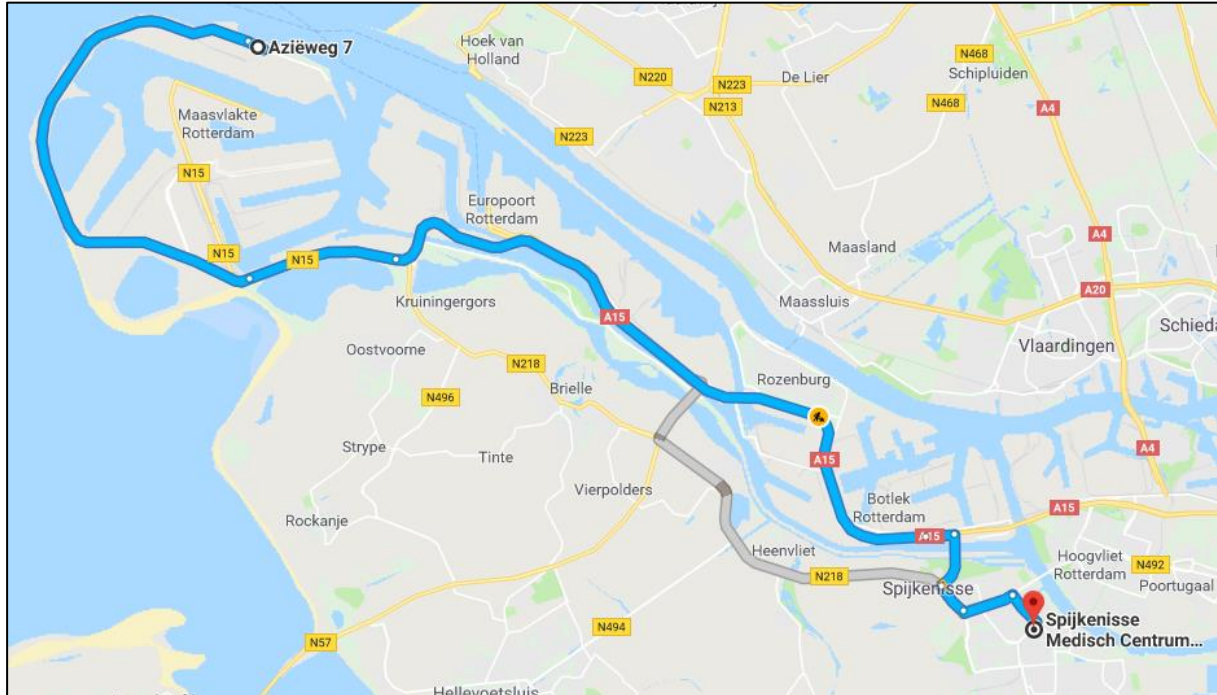 Aziëweg 7
Hoek van
Holland
N220
N223
De Lier
N213
N468
Schipluiden
N468
A4
N223
Maasvlakte
Rotterdam
N15
Europoort
Rotterdam
Maasland
A4
N15
N15
Kruiningergors
Maassluis
A20
A15
Schieda
Vlaardingen
Oostvoorne
N218
Brielle
Rozenburg
N496
Strype
Tinte
A15
A4
Vierpolders
Botlek
Rotterdam
A15
Rockanje
A15
Heenvliet
N218
Hoogvliet
Rotterdam
N492
Poortugaal
Spijkenisse
Spijkenisse
Medisch Centrum...
N57
N494
Hellevoetsluis